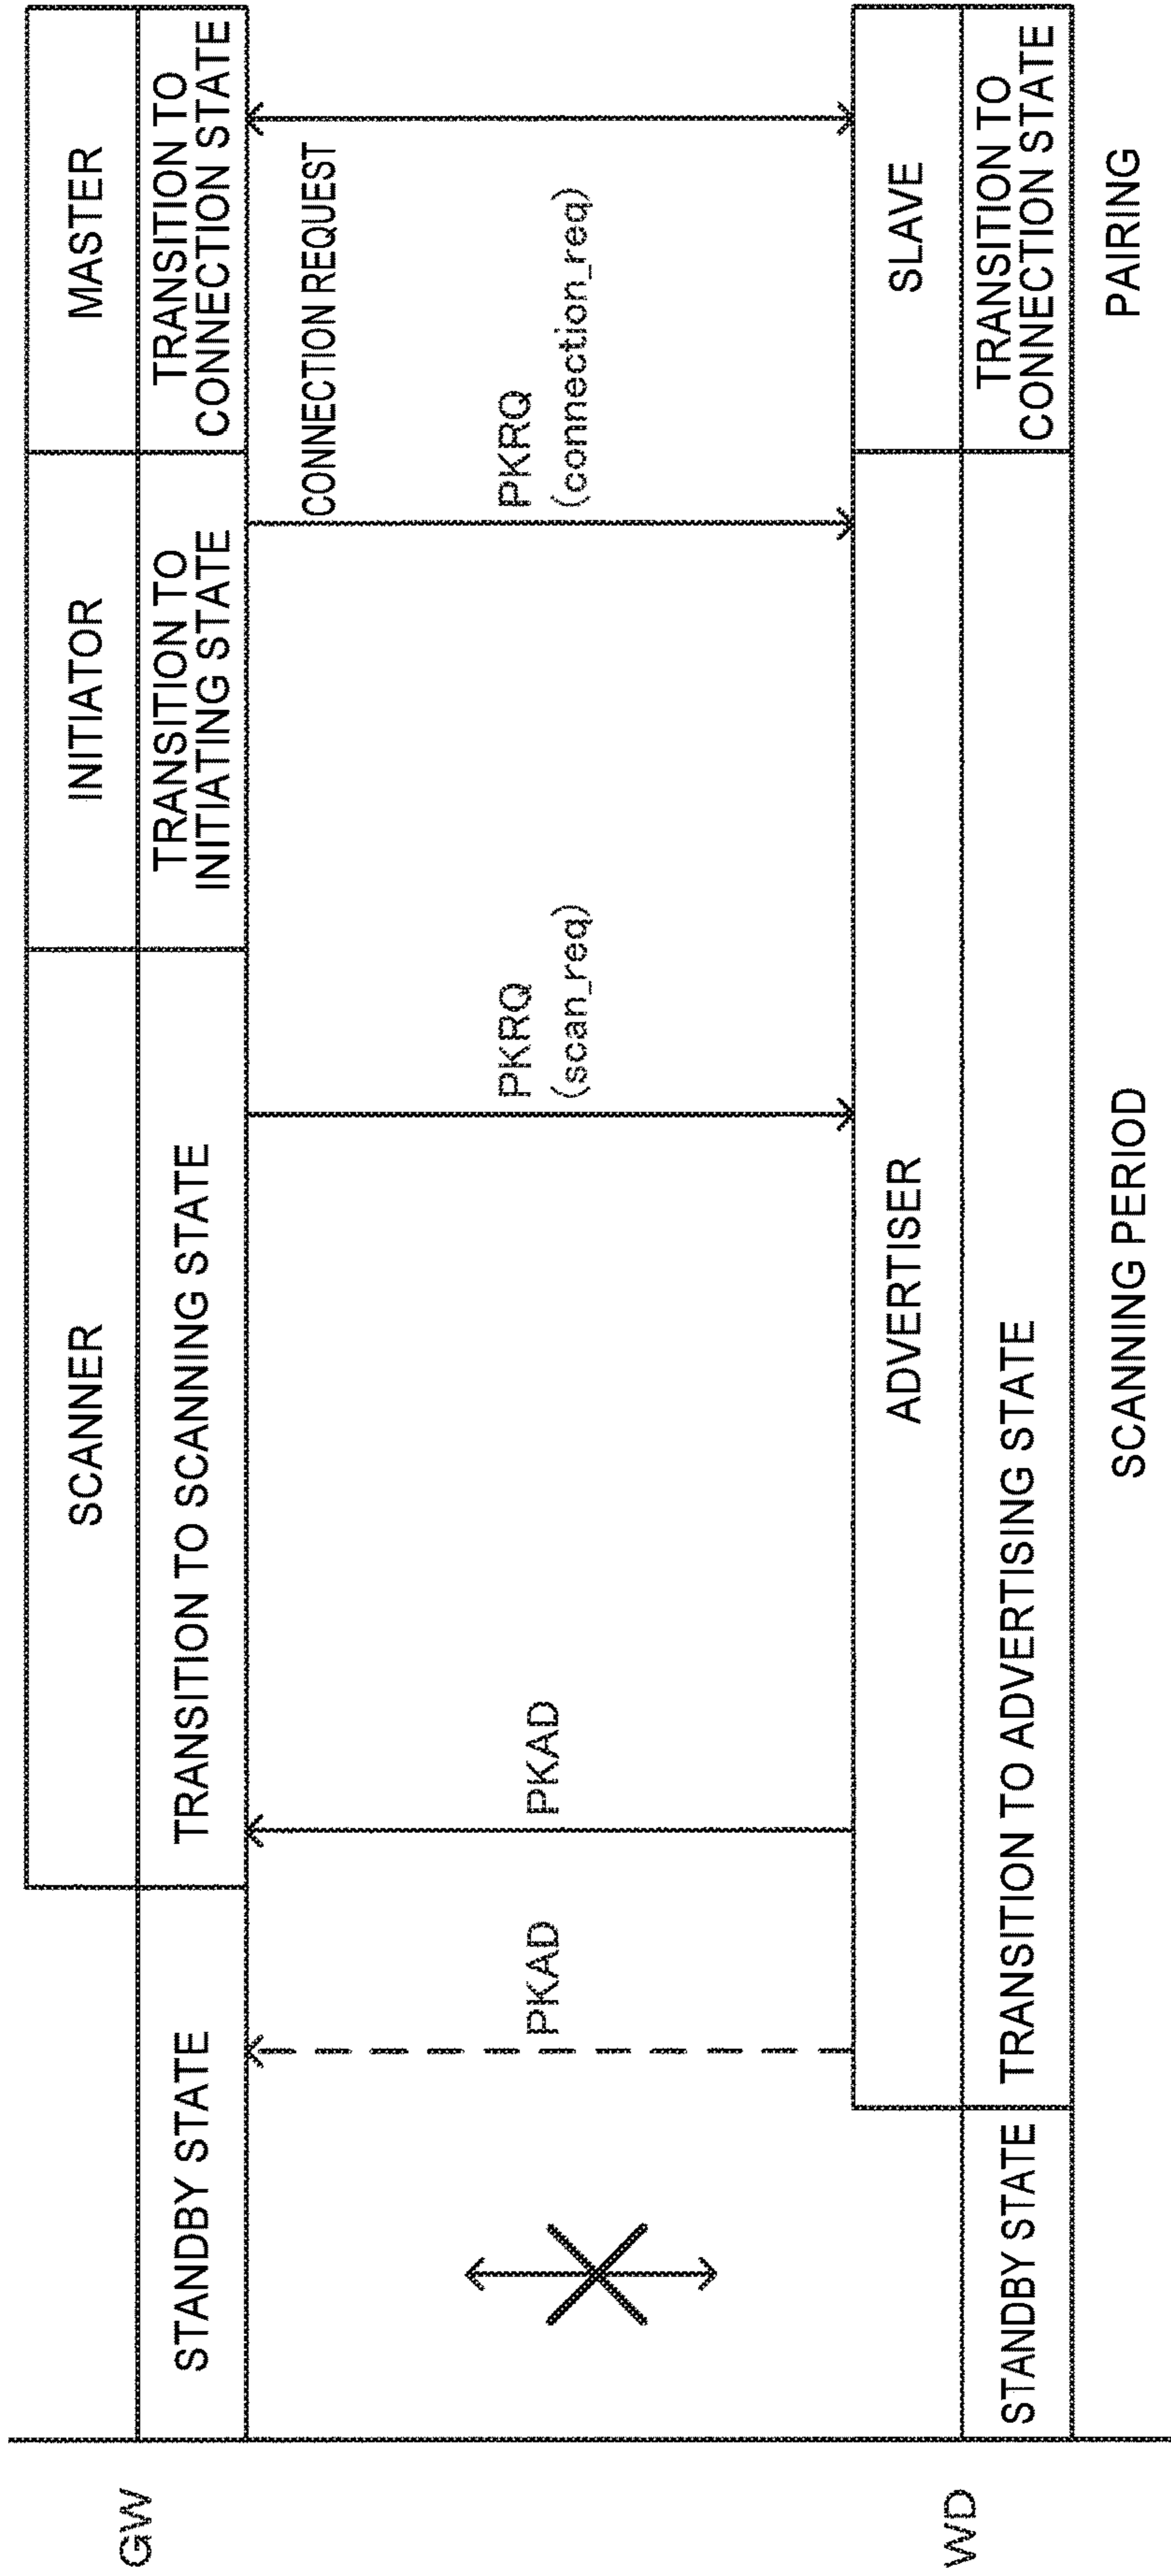 GW
SCANNER
INITIATOR
MASTER
STANDBY STATE
TRANSITION TO SCANNING STATE
TRANSITION TO
INITIATING STATE
TRANSITION TO
CONNECTION STATE
CONNECTION REQUEST
PKAD
PKAD
PKRQ
(scan_req)
PKRQ
(connection_req)
WD
ADVERTISER
SLAVE
STANDBY STATE
TRANSITION TO ADVERTISING STATE
TRANSITION TO
CONNECTION STATE
SCANNING PERIOD
PAIRING